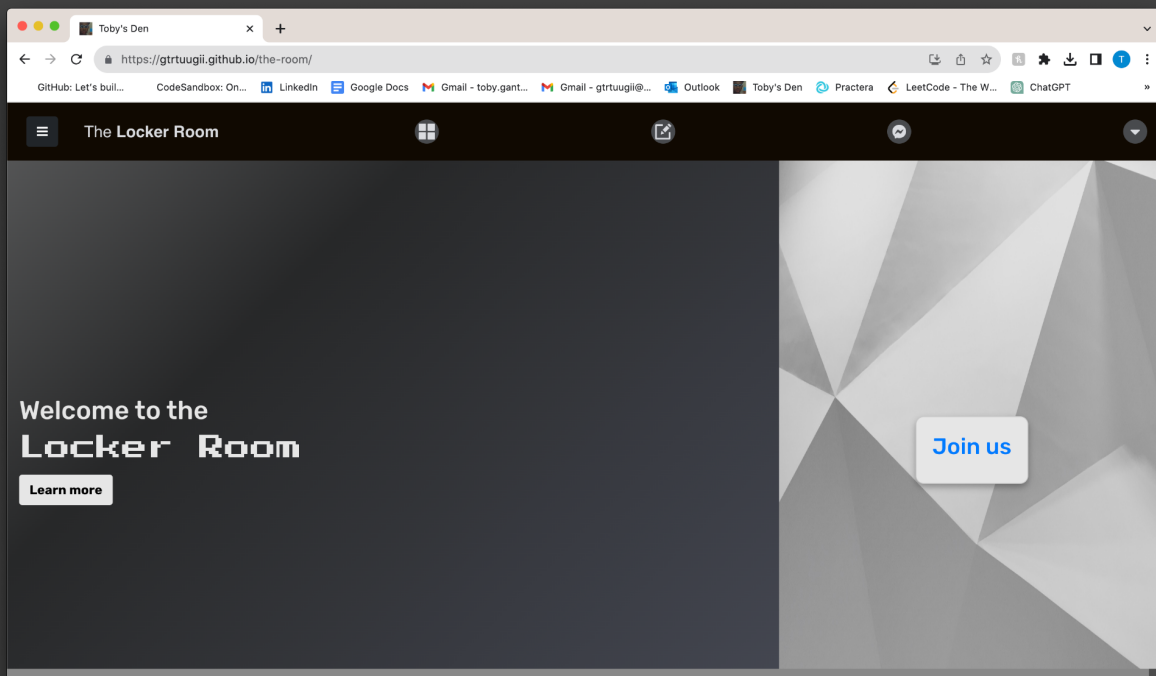 Toby's Den
https://gtrtuugii.github.io/the-room/
T
GitHub: Let's buil... CodeSandbox: On... LinkedIn Google Docs Gmail - toby.gant... Gmail - gtrtuugii@... Outlook Toby's Den Practera LeetCode - The W... ChatGPT »
The Locker Room
Welcome to the
Locker Room
Learn more
Join us